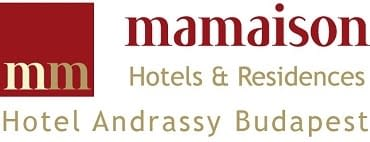 mm
mamaison
Hotels & Residences
Hotel Andrassy Budapest